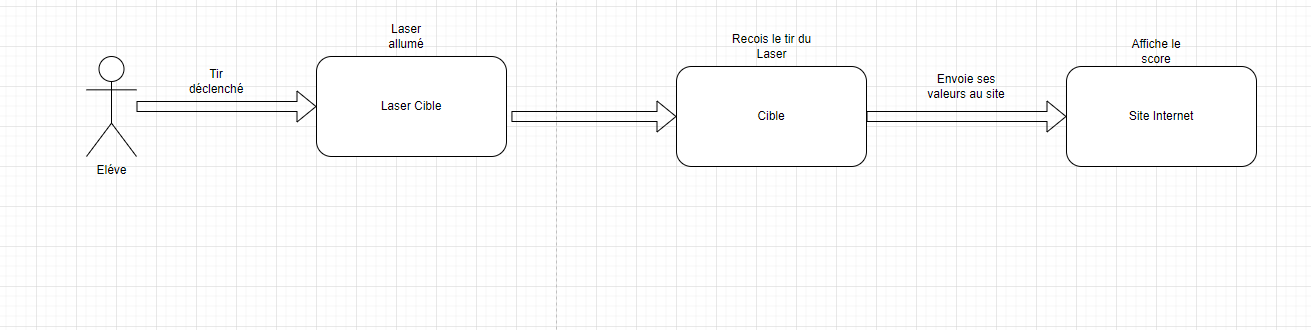 Laser
allumé
Recois le tir du
Laser
Affiche le
score
Tir
déclenché
Envoie ses
valeurs au site
Laser Cible
Cible
Site Internet
Eléve